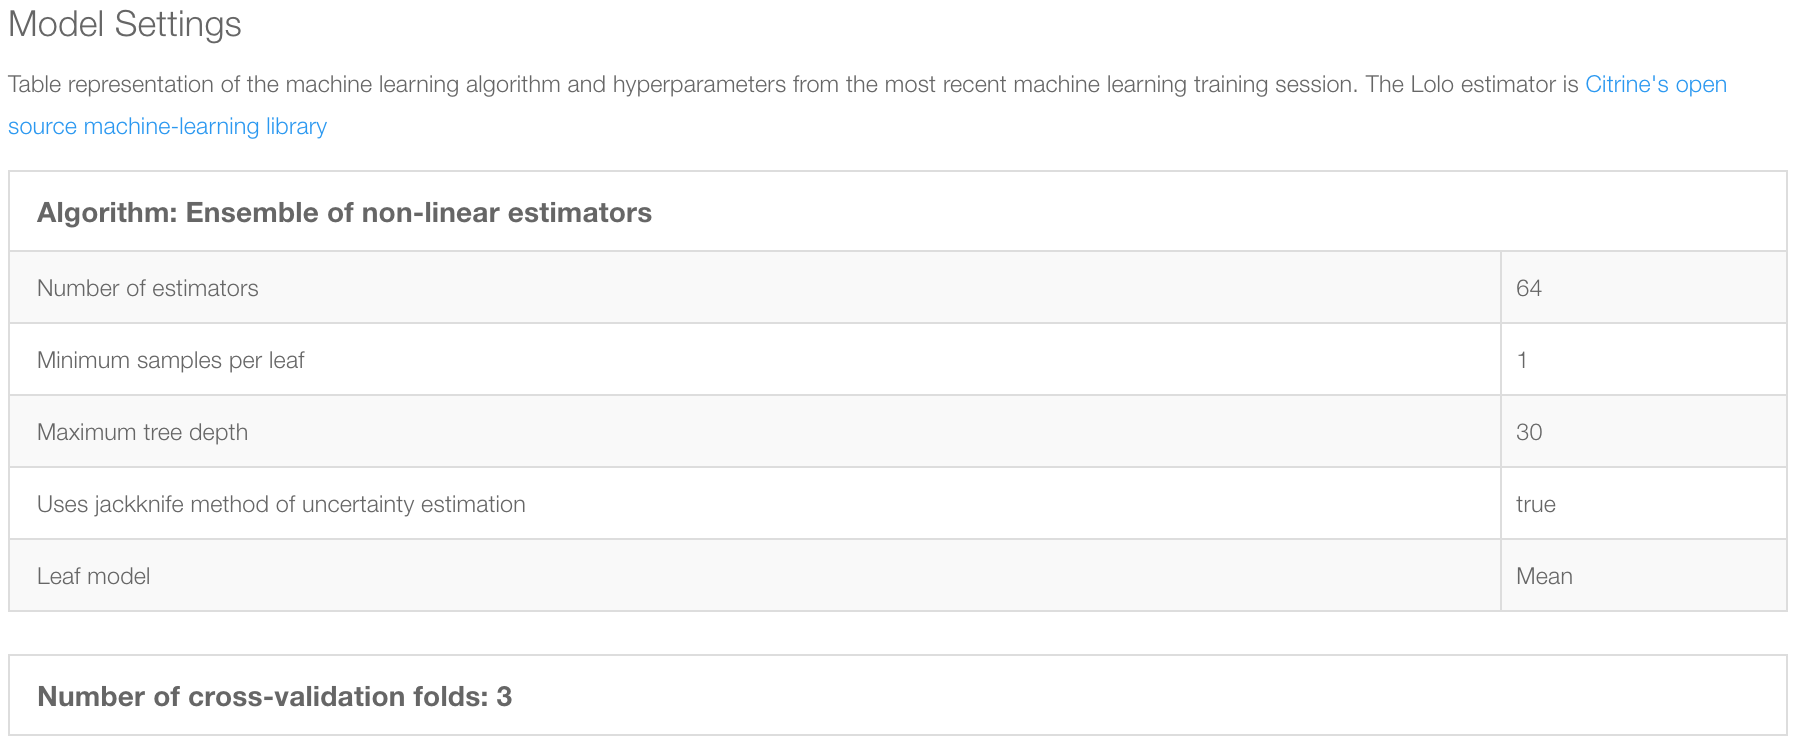 Model Settings
Table representation of the machine learning algorithm and hyperparameters from the most recent machine learning training session. The Lolo estimator is Citrine's open
source machine-learning library
Algorithm: Ensemble of non-linear estimators
Number of estimators 64
Minimum samples per leaf 1
Maximum tree depth 30
Uses jackknife method of uncertainty estimation true
Leaf model Mean
Number of cross-validation folds: 3